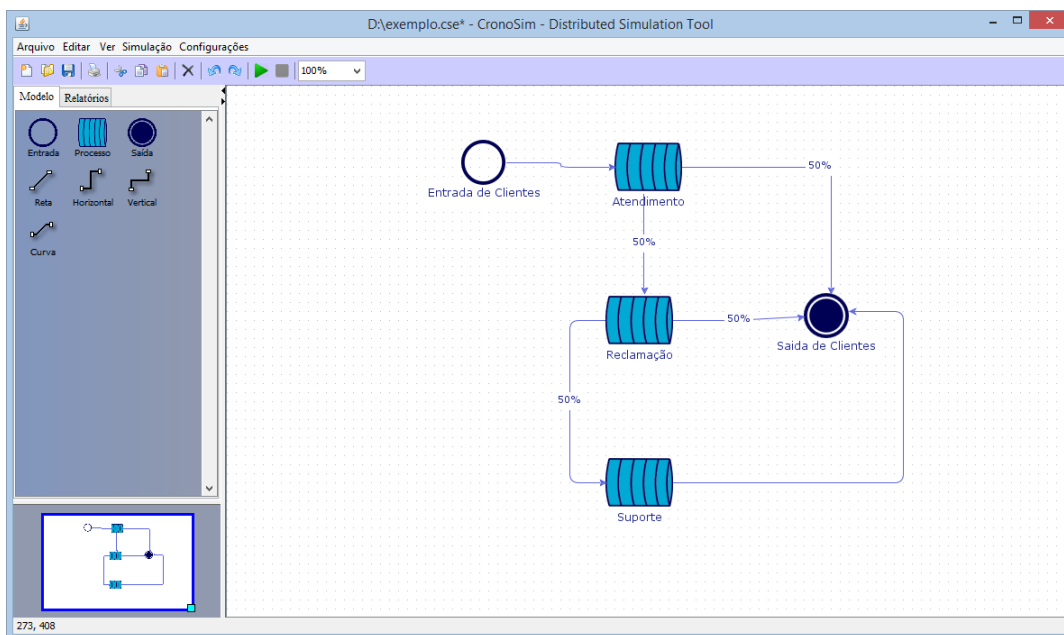 D:\exemplo.cse* - CronoSim - Distributed Simulation Tool
Arquivo Editar Ver Simulação Configurações
100%
Modelo Relatórios
Entrada Processo Saída
Reta Horizontal Vertical
Curva
Entrada de Clientes
Atendimento
50%
50%
Reclamação
50%
Saida de Clientes
50%
Suporte
273, 408